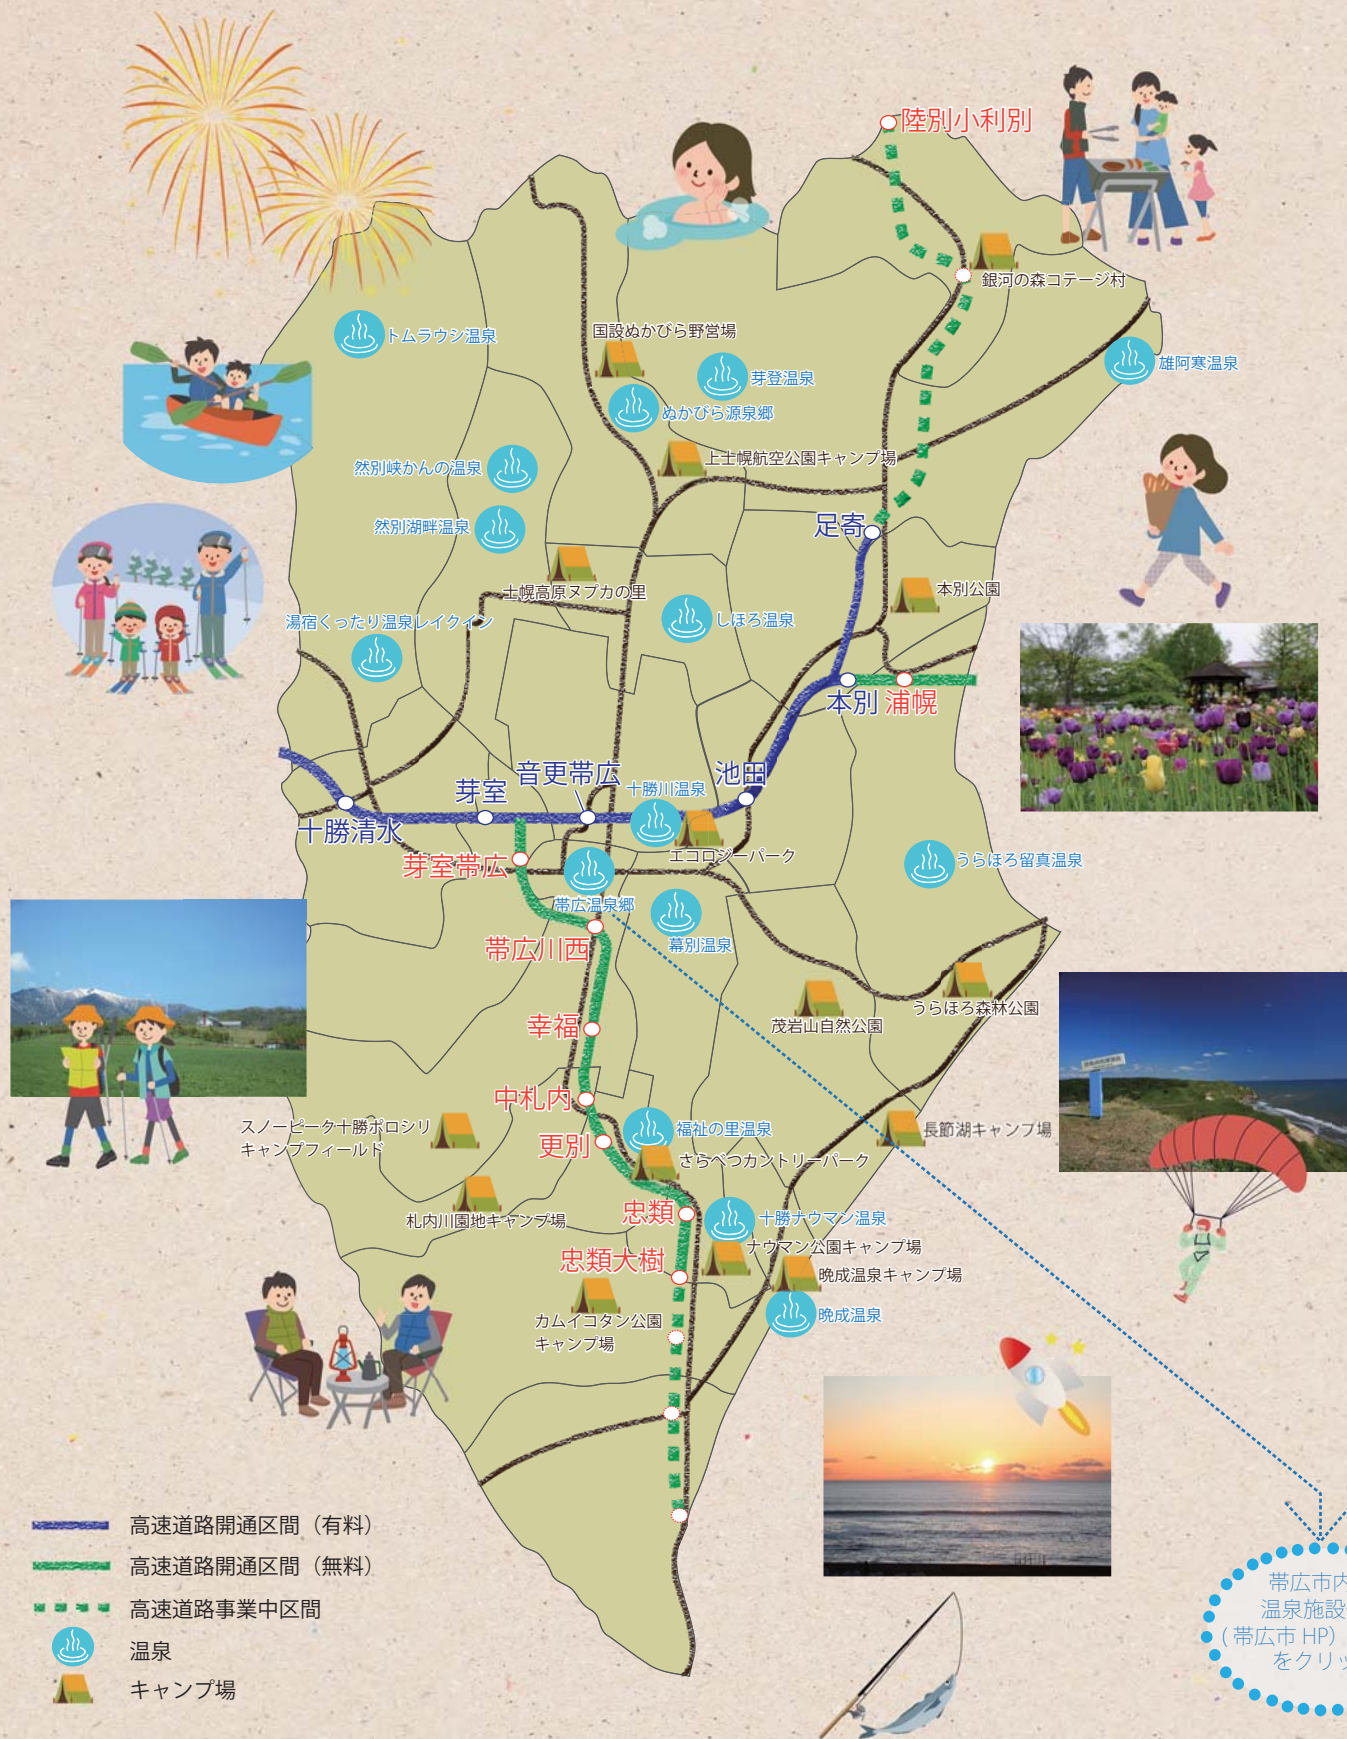 陸別小利別
銀河の森コテージ村
トムラウシ温泉
国設ぬかびら野営場
雄阿寒温泉
芽登温泉
ぬかびら源泉郷
上士幌航空公園キャンプ場
然別峡かんの温泉
然別湖畔温泉
足寄
士幌高原ヌプカの里
本別公園
しほろ温泉
湯宿くったり温泉レイクイン
本別
浦幌
音更帯広
池田
芽室
十勝川温泉
十勝清水
エコロジーパーク
芽室帯広
うらほろ留真温泉
帯広温泉郷
幕別温泉
帯広川西
うらほろ森林公園
幸福
茂岩山自然公園
中札内
スノーピーク十勝ポロシリ
キャンプフィールド
福祉の里温泉
長節湖キャンプ場
更別
さらべつカントリーパーク
忠類
札内川園地キャンプ場
十勝ナウマン温泉
ナウマン公園キャンプ場
忠類大樹
晩成温泉キャンプ場
カムイコタン公園
キャンプ場
晩成温泉
高速道路開通区間（有料）
高速道路開通区間（無料）
高速道路事業中区間
温泉
キャンプ場
帯広市内
温泉施設
(帯広市 HP)
をクリッ